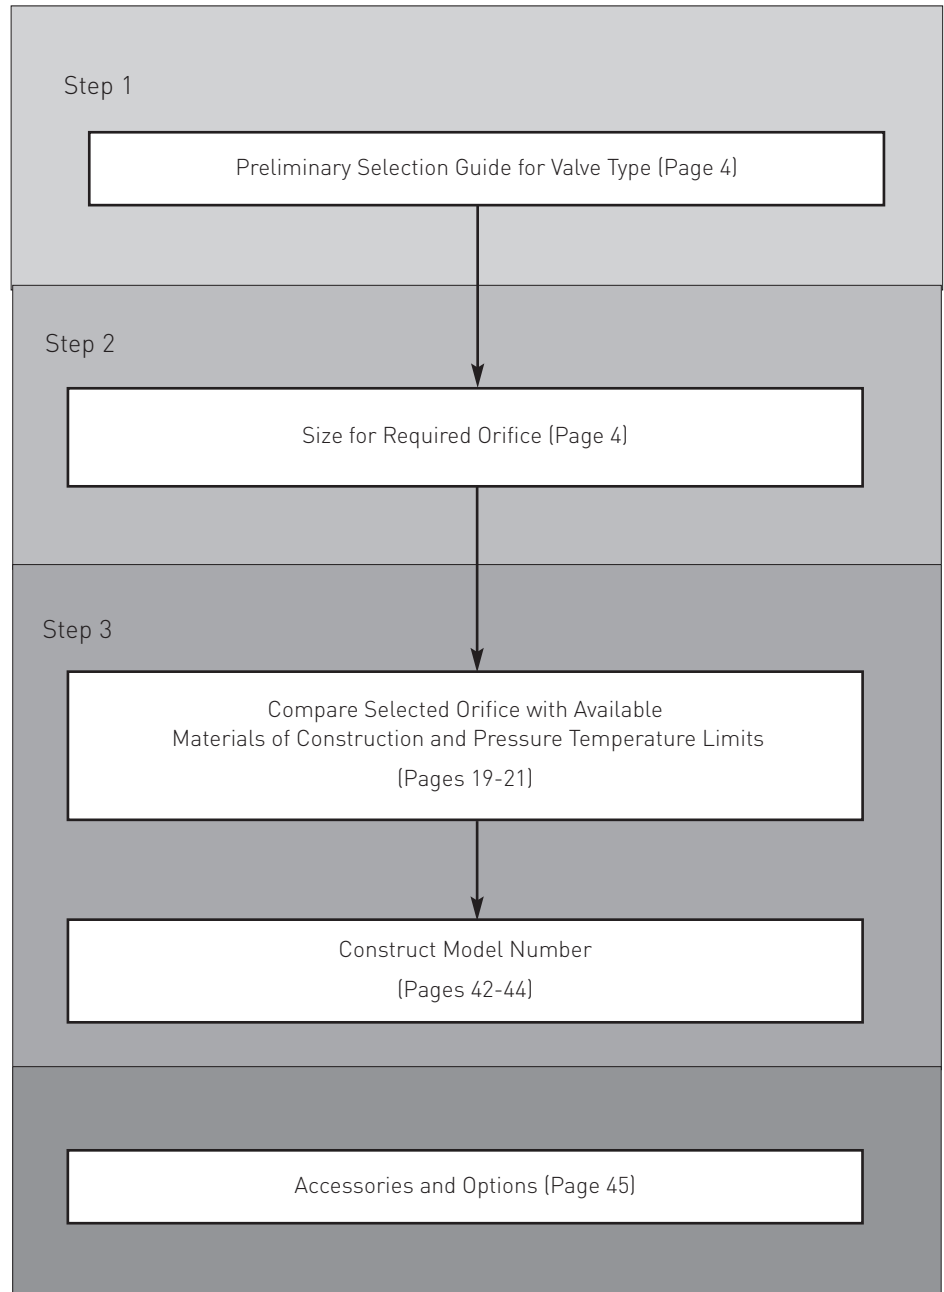 Step 1
Preliminary Selection Guide for Valve Type (Page 4)
Step 2
Size for Required Orifice (Page 4)
Step 3
Compare Selected Orifice with Available
Materials of Construction and Pressure Temperature Limits
(Pages 19-21)
Construct Model Number
(Pages 42-44)
Accessories and Options (Page 45)